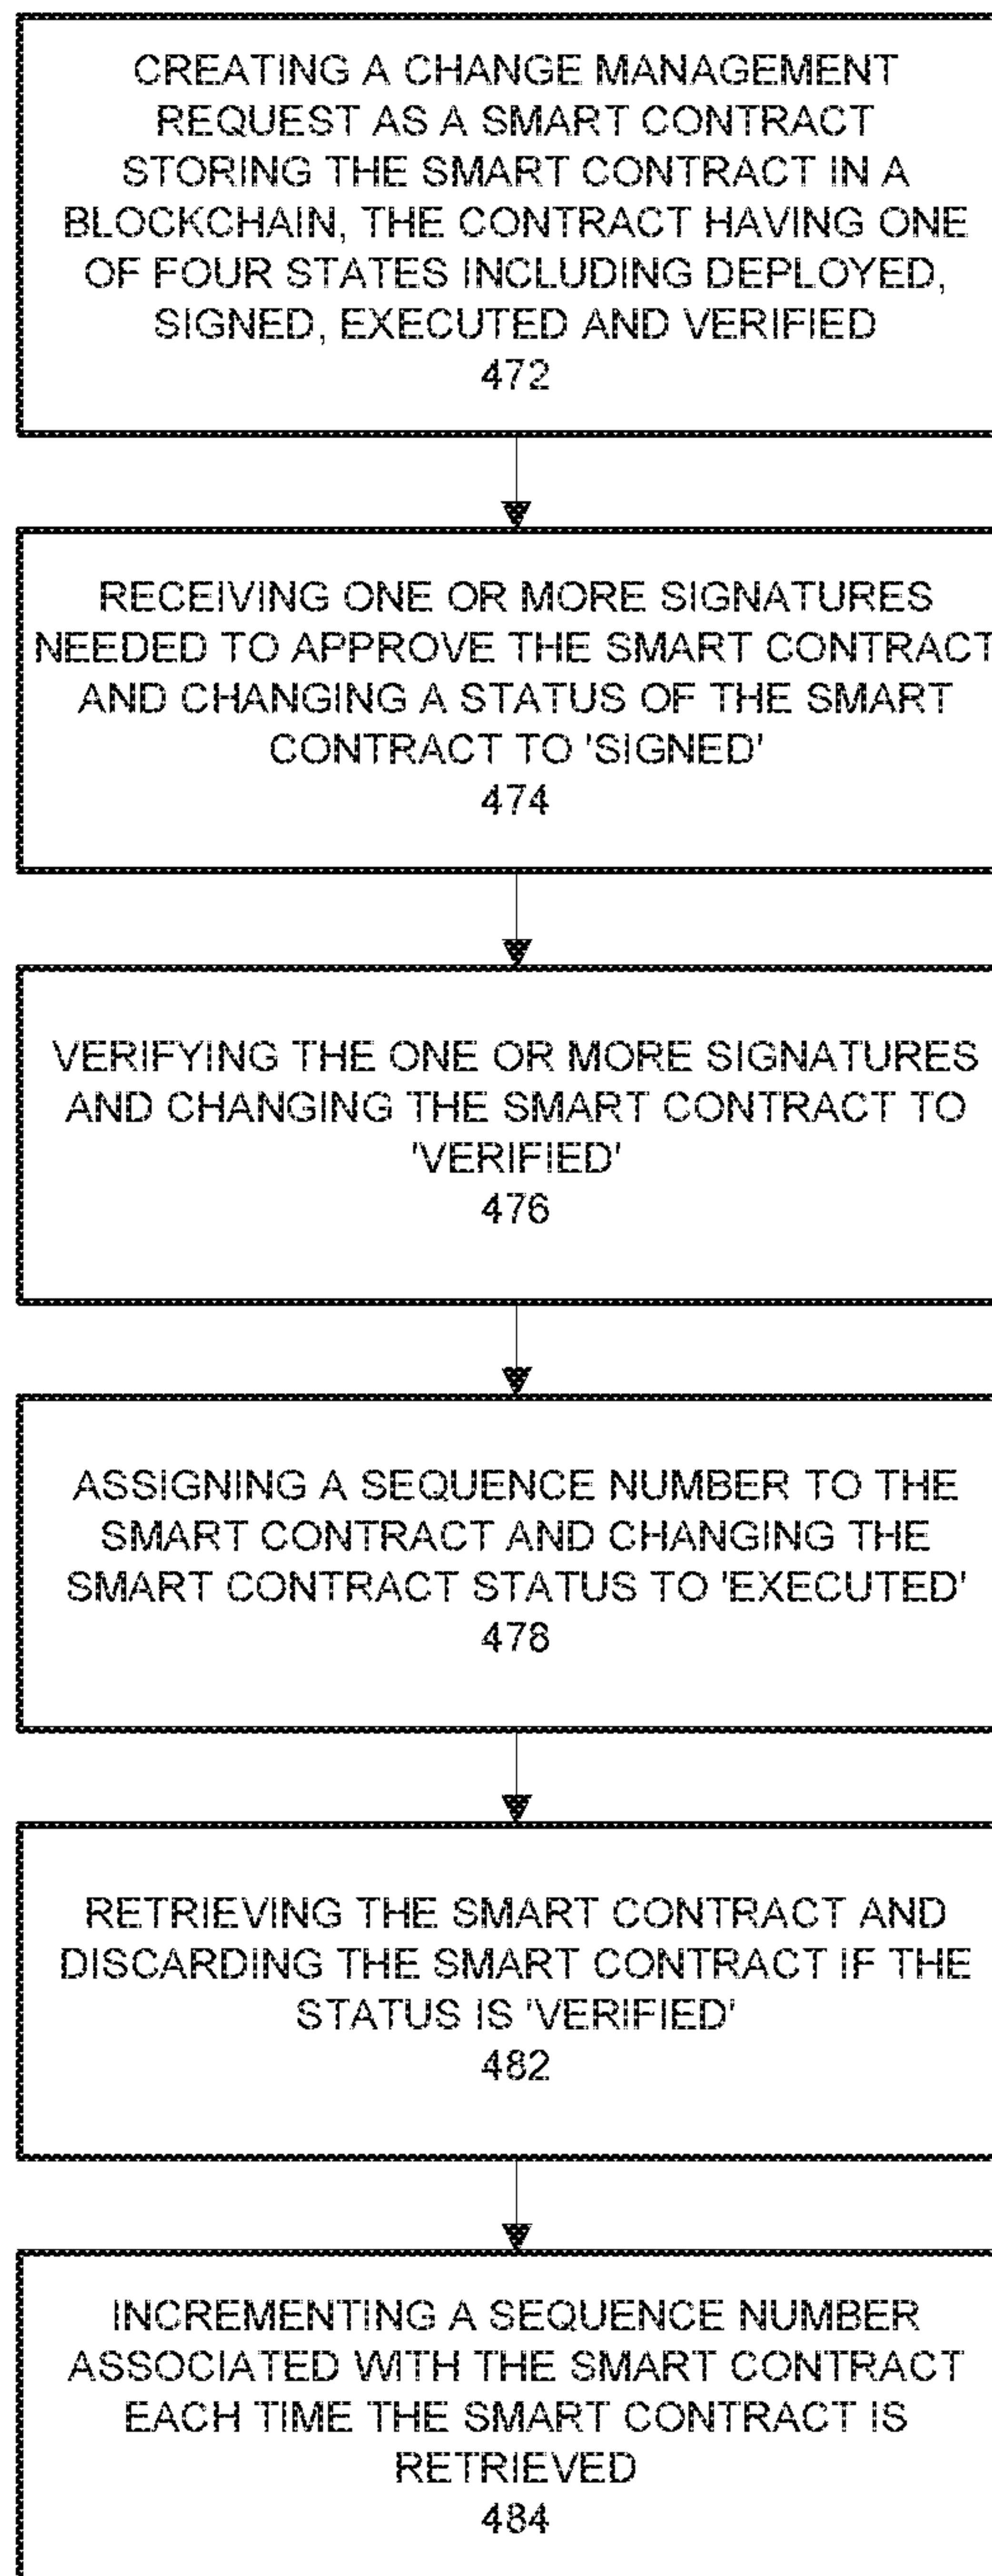 CREATING A CHANGE MANAGEMENT
REQUEST AS A SMART CONTRACT
STORING THE SMART CONTRACT IN A
BLOCKCHAIN, THE CONTRACT HAVING ONE
OF FOUR STATES INCLUDING DEPLOYED,
SIGNED, EXECUTED AND VERIFIED
472
RECEIVING ONE OR MORE SIGNATURES
NEEDED TO APPROVE THE SMART CONTRACT
AND CHANGING A STATUS OF THE SMART
CONTRACT TO 'SIGNED'
474
VERIFYING THE ONE OR MORE SIGNATURES
AND CHANGING THE SMART CONTRACT TO
'VERIFIED'
476
ASSIGNING A SEQUENCE NUMBER TO THE
SMART CONTRACT AND CHANGING THE
SMART CONTRACT STATUS TO 'EXECUTED'
478
RETRIEVING THE SMART CONTRACT AND
DISCARDING THE SMART CONTRACT IF THE
STATUS IS 'VERIFIED'
482
INCREMENTING A SEQUENCE NUMBER
ASSOCIATED WITH THE SMART CONTRACT
EACH TIME THE SMART CONTRACT IS
RETRIEVED
484